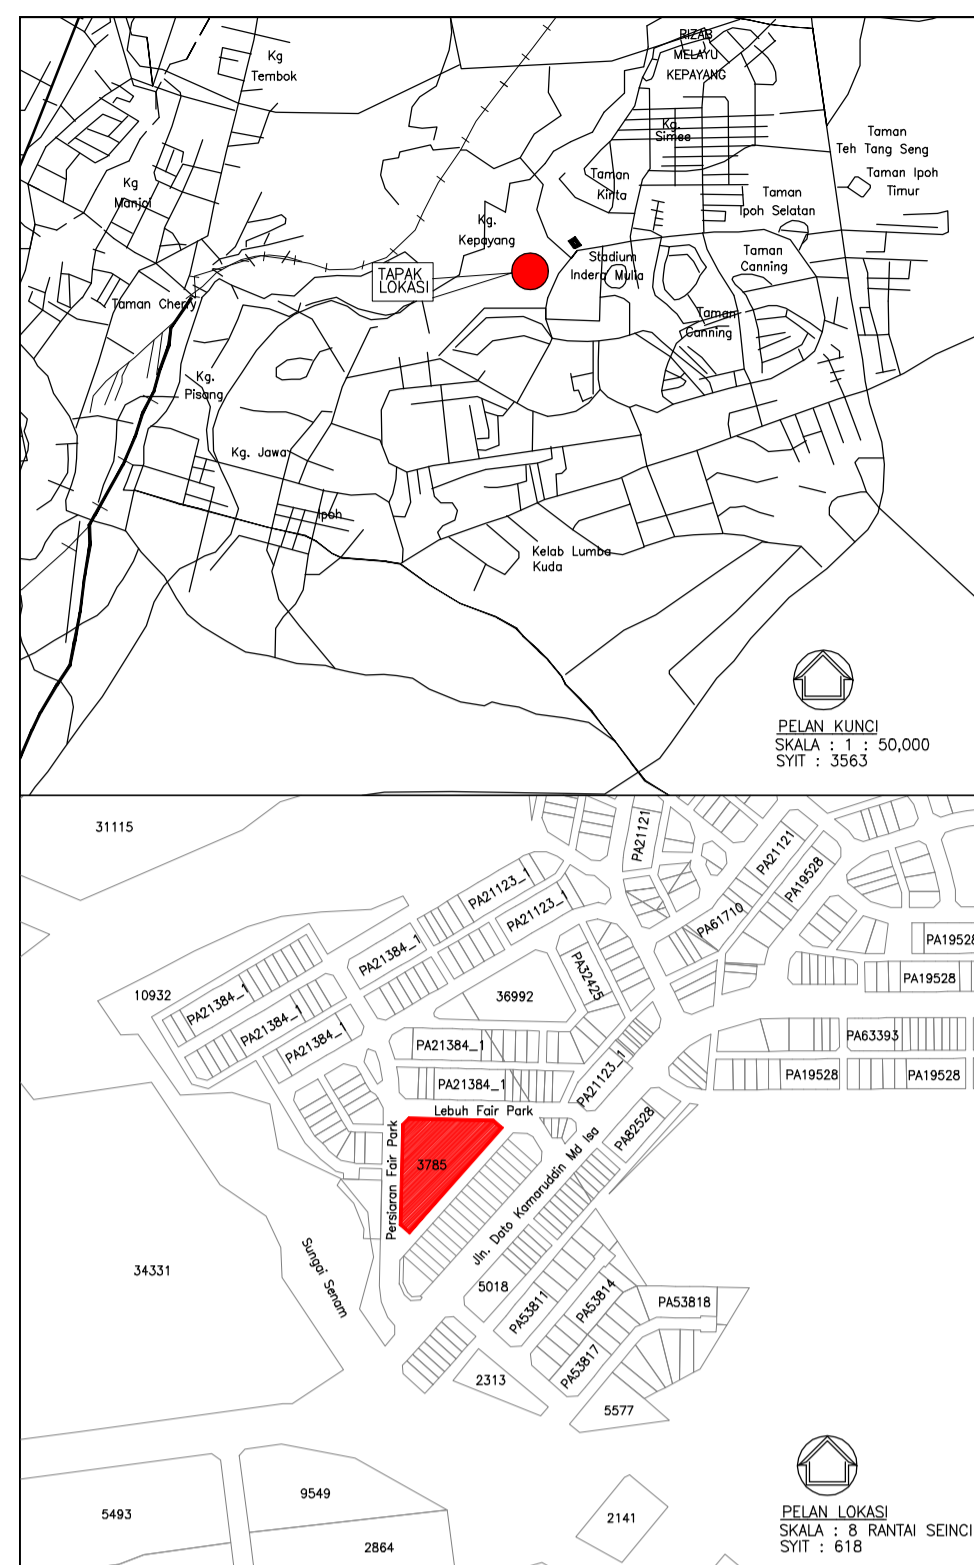 RIZAB
MELAYU
KEPAYANG
Kg
Tembok
Kg.
Simee
Taman
Teh Tang Seng
Taman Ipoh
Timur
Kg
Manjoi
Taman
Kinta
Taman
Ipoh Selatan
Kg.
Kepayang
Stadium
Indera Mulia
Taman
Canning
TAPAK
LOKASI
Taman Cherry
Taman
Canning
Kg.
Pisang
Kg. Jawa
Ipoh
Kelab Lumba
Kuda
PELAN KUNCI
SKALA : 1 : 50,000
SYIT : 3563
31115
PA21121
PA21121
PA19528
PA21123_1
PA21123_1
PA61710
PA21384_1
PA19528
PA32425
PA19528
10932
PA21384_1
36992
PA21384_1
PA21384_1
PA21384_1
PA63393
PA21384_1
PA21123_1
PA19528
PA19528
Lebuh Fair Park
PA82528
Persiaran Fair Park
3785
Jln. Dato Kamaruddin Md Isa
34331
Sungai Senam
5018
PA53811
PA53814
PA53818
PA53817
2313
5577
5493
9549
2141
2864
PELAN LOKASI
SKALA : 8 RANTAI SEINCI
SYIT : 618